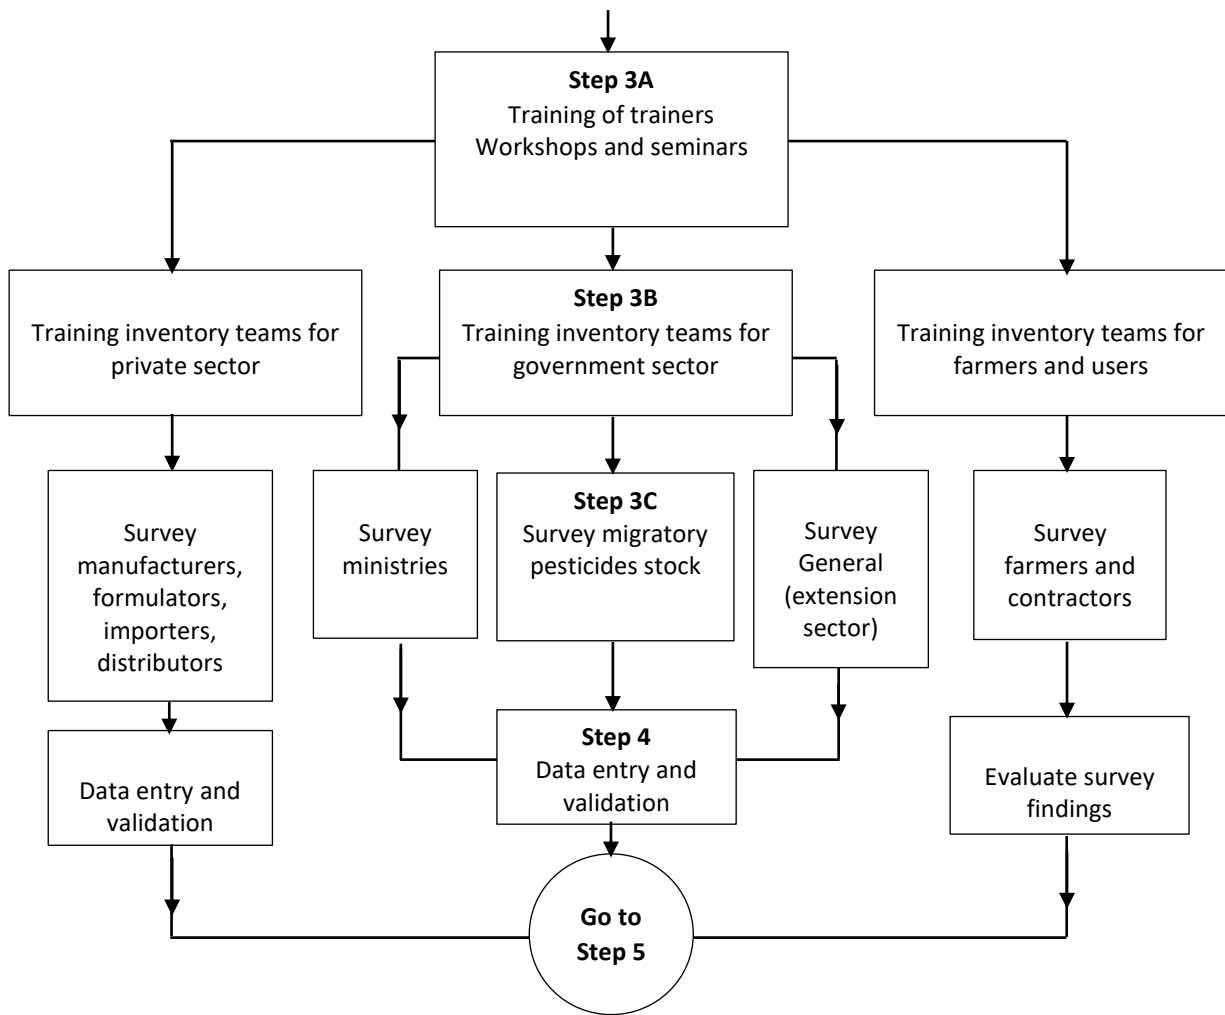 Step 3A
Training of trainers
Workshops and seminars
Training inventory teams for
private sector
Step 3B
Training inventory teams for
government sector
Training inventory teams for
farmers and users
Survey
manufacturers,
formulators,
importers,
distributors
Survey
ministries
Step 3C
Survey migratory
pesticides stock
Survey
General
(extension
sector)
Survey
farmers and
contractors
Data entry and
validation
Step 4
Data entry and
validation
Evaluate survey
findings
Go to
Step 5